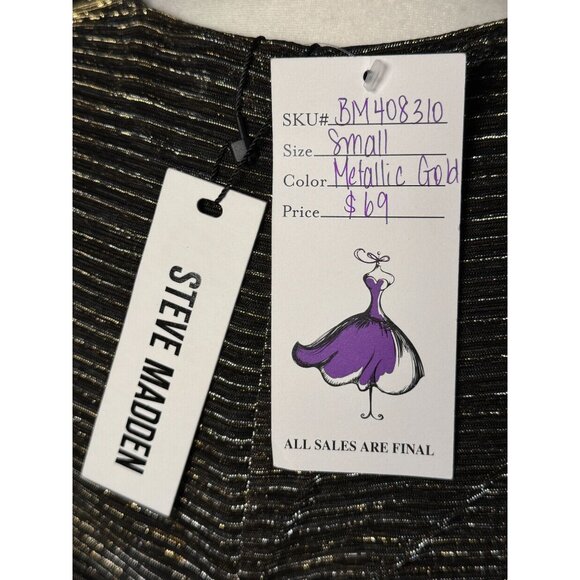 SKU# BM408310
Size Small
Color Metallic Gold
Price $69
ALL SALES ARE FINAL
STEVE MADDEN